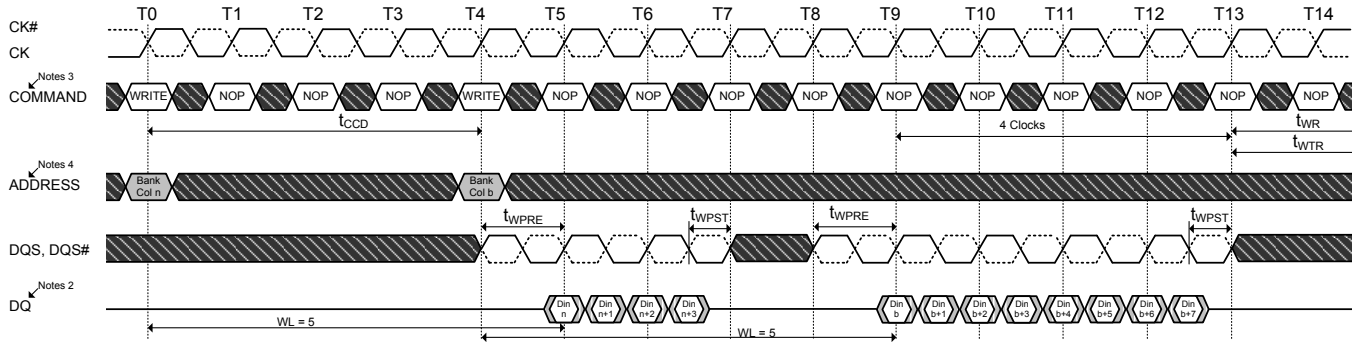 T0 T1 T2 T3 T4 T5 T6 T7 T8 T9 T10 T11 T12 T13 T14
CK#
CK
Notes 3
COMMAND
WRITE NOP NOP NOP WRITE NOP NOP NOP NOP NOP NOP NOP NOP NOP NOP
tCCD
4 Clocks
tWR
tWTR
Notes 4
ADDRESS
Bank Col n
Bank Col b
tWPRE
tWPST
tWPRE
tWPST
DQS, DQS#
Notes 2
DQ
Din n
Din n+1
Din n+2
Din n+3
Din b
Din b+1
Din b+2
Din b+3
Din b+4
Din b+5
Din b+6
Din b+7
WL = 5
WL = 5